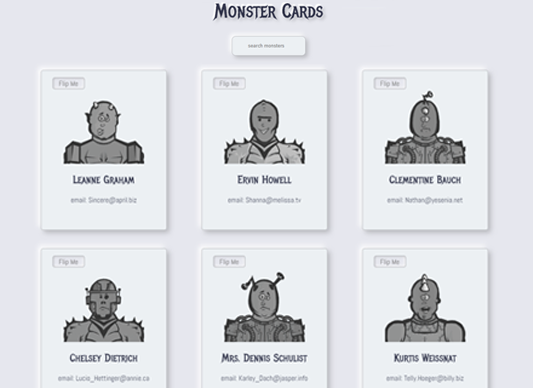 Monster Cards
search monsters
Flip Me
Flip Me
Flip Me
Leanne Graham
Ervin Howell
Clementine Bauch
email: Sincere@april.biz
email: Shanna@melissa.tv
email: Nathan@yesenia.net
Flip Me
Flip Me
Flip Me
Chelsey Dietrich
Mrs. Dennis Schulist
Kurtis Weissnat
email: Lucio_Hettinger@annie.ca
email: Karley_Dach@jasper.info
email: Telly.Hoeger@billy.biz